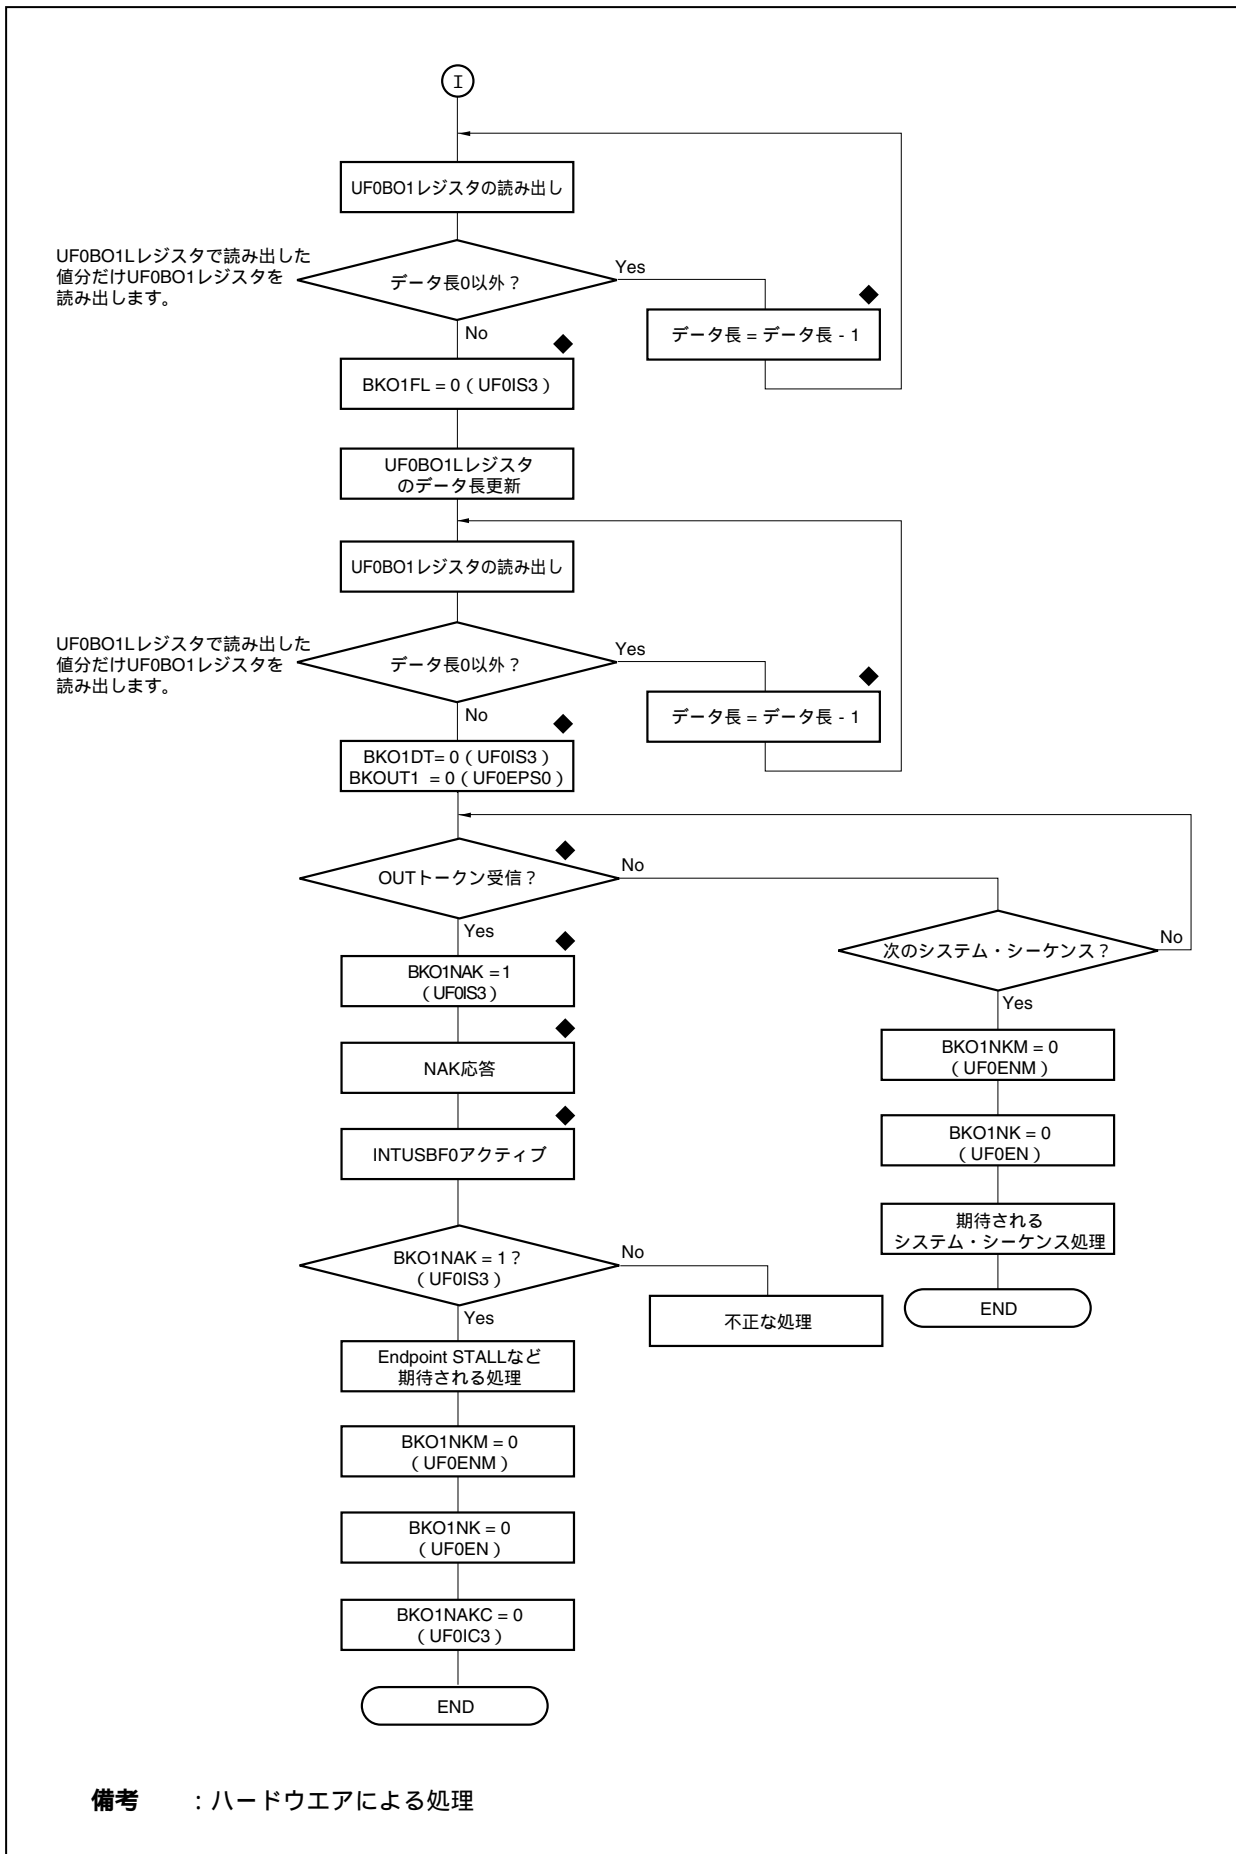 I
UF0BO1レジスタの読み出し
UF0BO1Lレジスタで読み出した
値分だけUF0BO1レジスタを
読み出します。
データ長0以外？
Yes
データ長 = データ長 - 1
No
BKO1FL = 0（UF0IS3）
UF0BO1Lレジスタ
のデータ長更新
UF0BO1レジスタの読み出し
UF0BO1Lレジスタで読み出した
値分だけUF0BO1レジスタを
読み出します。
データ長0以外？
Yes
データ長 = データ長 - 1
No
BKO1DT= 0（UF0IS3）
BKOUT1 = 0（UF0EPS0）
OUTトークン受信？
No
次のシステム・シーケンス？
No
Yes
Yes
BKO1NAK = 1
（UF0IS3）
BKO1NKM = 0
（UF0ENM）
NAK応答
BKO1NK = 0
（UF0EN）
INTUSBF0アクティブ
期待される
システム・シーケンス処理
BKO1NAK = 1？
（UF0IS3）
No
END
不正な処理
Yes
Endpoint STALLなど
期待される処理
BKO1NKM = 0
（UF0ENM）
BKO1NK = 0
（UF0EN）
BKO1NAKC = 0
（UF0IC3）
END
備考　：ハードウエアによる処理